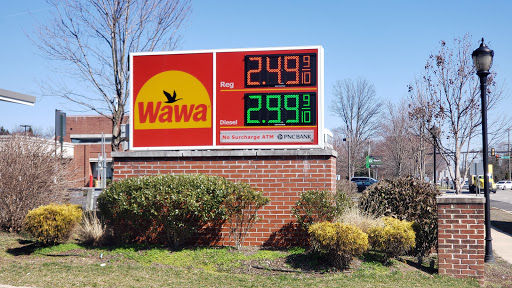 Wawa
Reg 2.49 9/10
Diesel 2.99 9/10
No Surcharge ATM PNCBANK